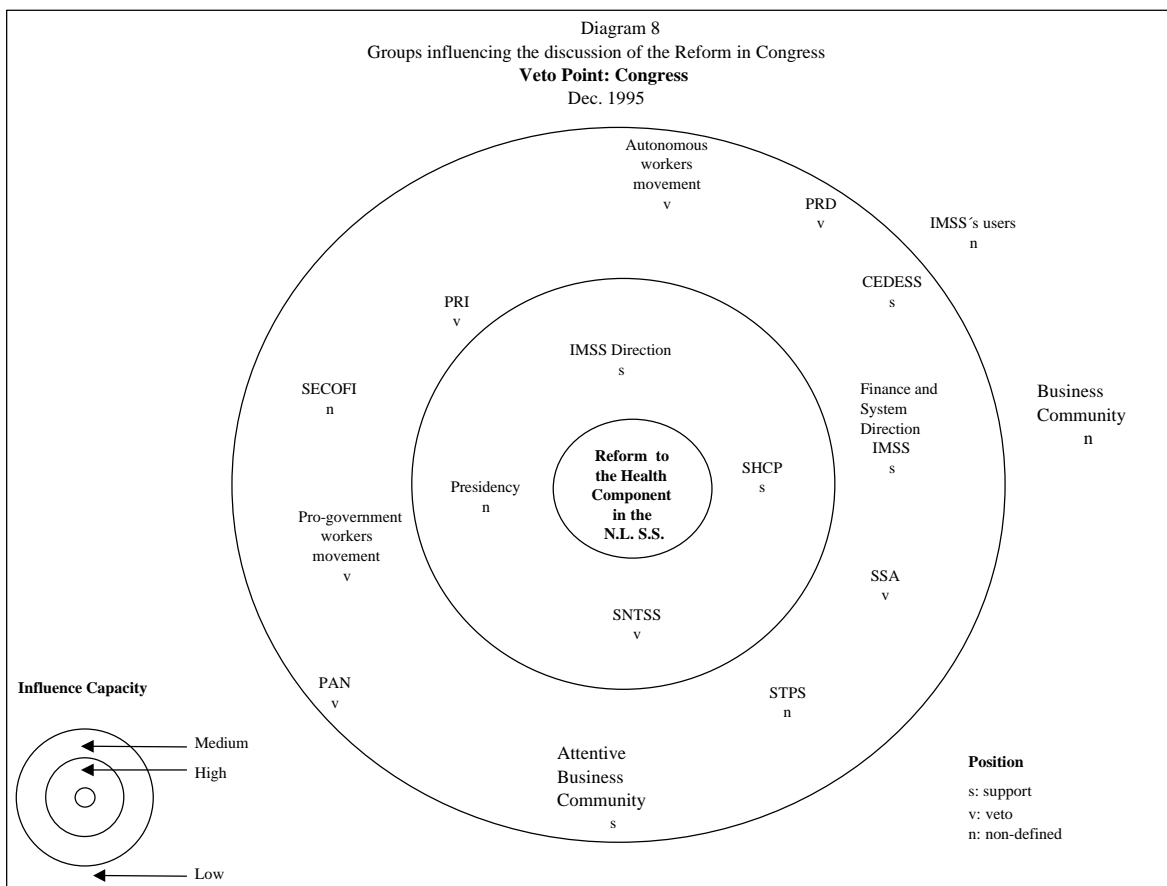 Diagram 8
Groups influencing the discussion of the Reform in Congress
Veto Point: Congress
Dec. 1995
Autonomous
workers
movement
v
PRD
v
IMSS´s users
n
CEDESS
s
PRI
v
IMSS Direction
s
SECOFI
n
Finance and
System
Direction
IMSS
s
Business
Community
n
Reform to
the Health
Component
in the
N.L. S.S.
SHCP
s
Presidency
n
Pro-government
workers
movement
v
SSA
v
SNTSS
v
PAN
v
STPS
n
Attentive
Business
Community
s
Influence Capacity
Medium
High
Low
Position
s: support
v: veto
n: non-defined